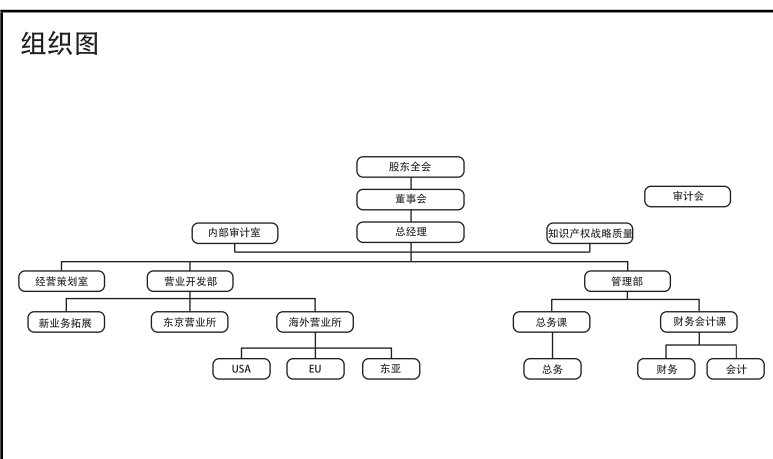 组织图
股东全会
审计会
董事会
内部审计室
总经理
知识产权战略质量
经营策划室
营业开发部
管理部
新业务拓展
东京营业所
海外营业所
总务课
财务会计课
USA
EU
东亚
总务
财务
会计